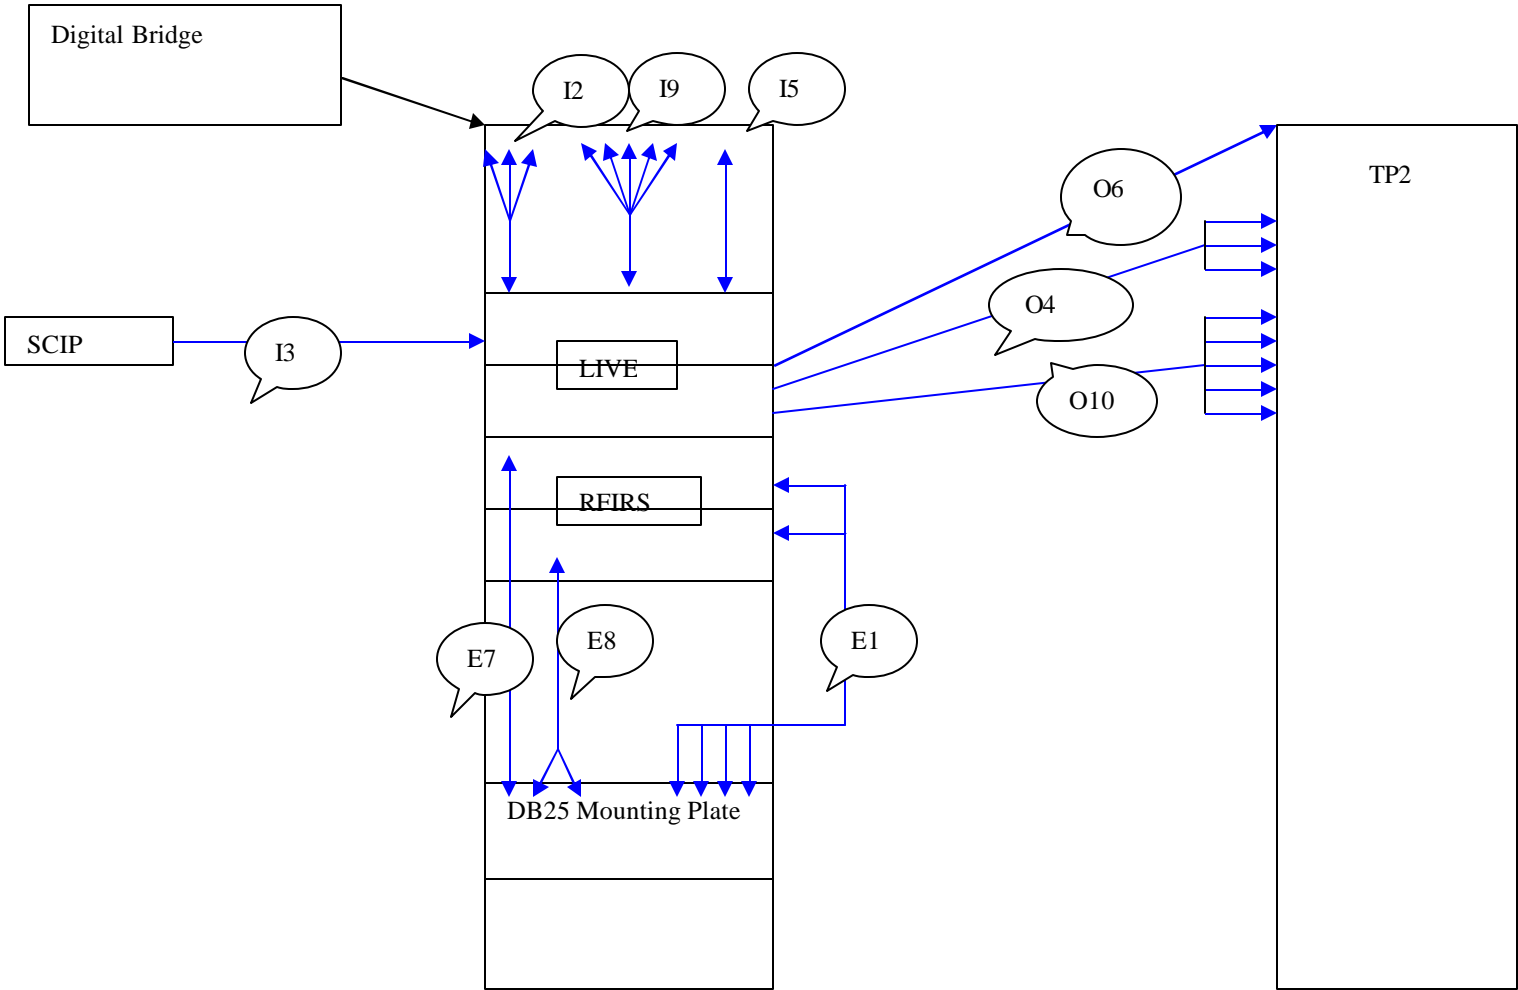 Digital Bridge
I2
I9
I5
TP2
O6
O4
SCIP
I3
LIVE
O10
RFIRS
E7
E8
E1
DB25 Mounting Plate